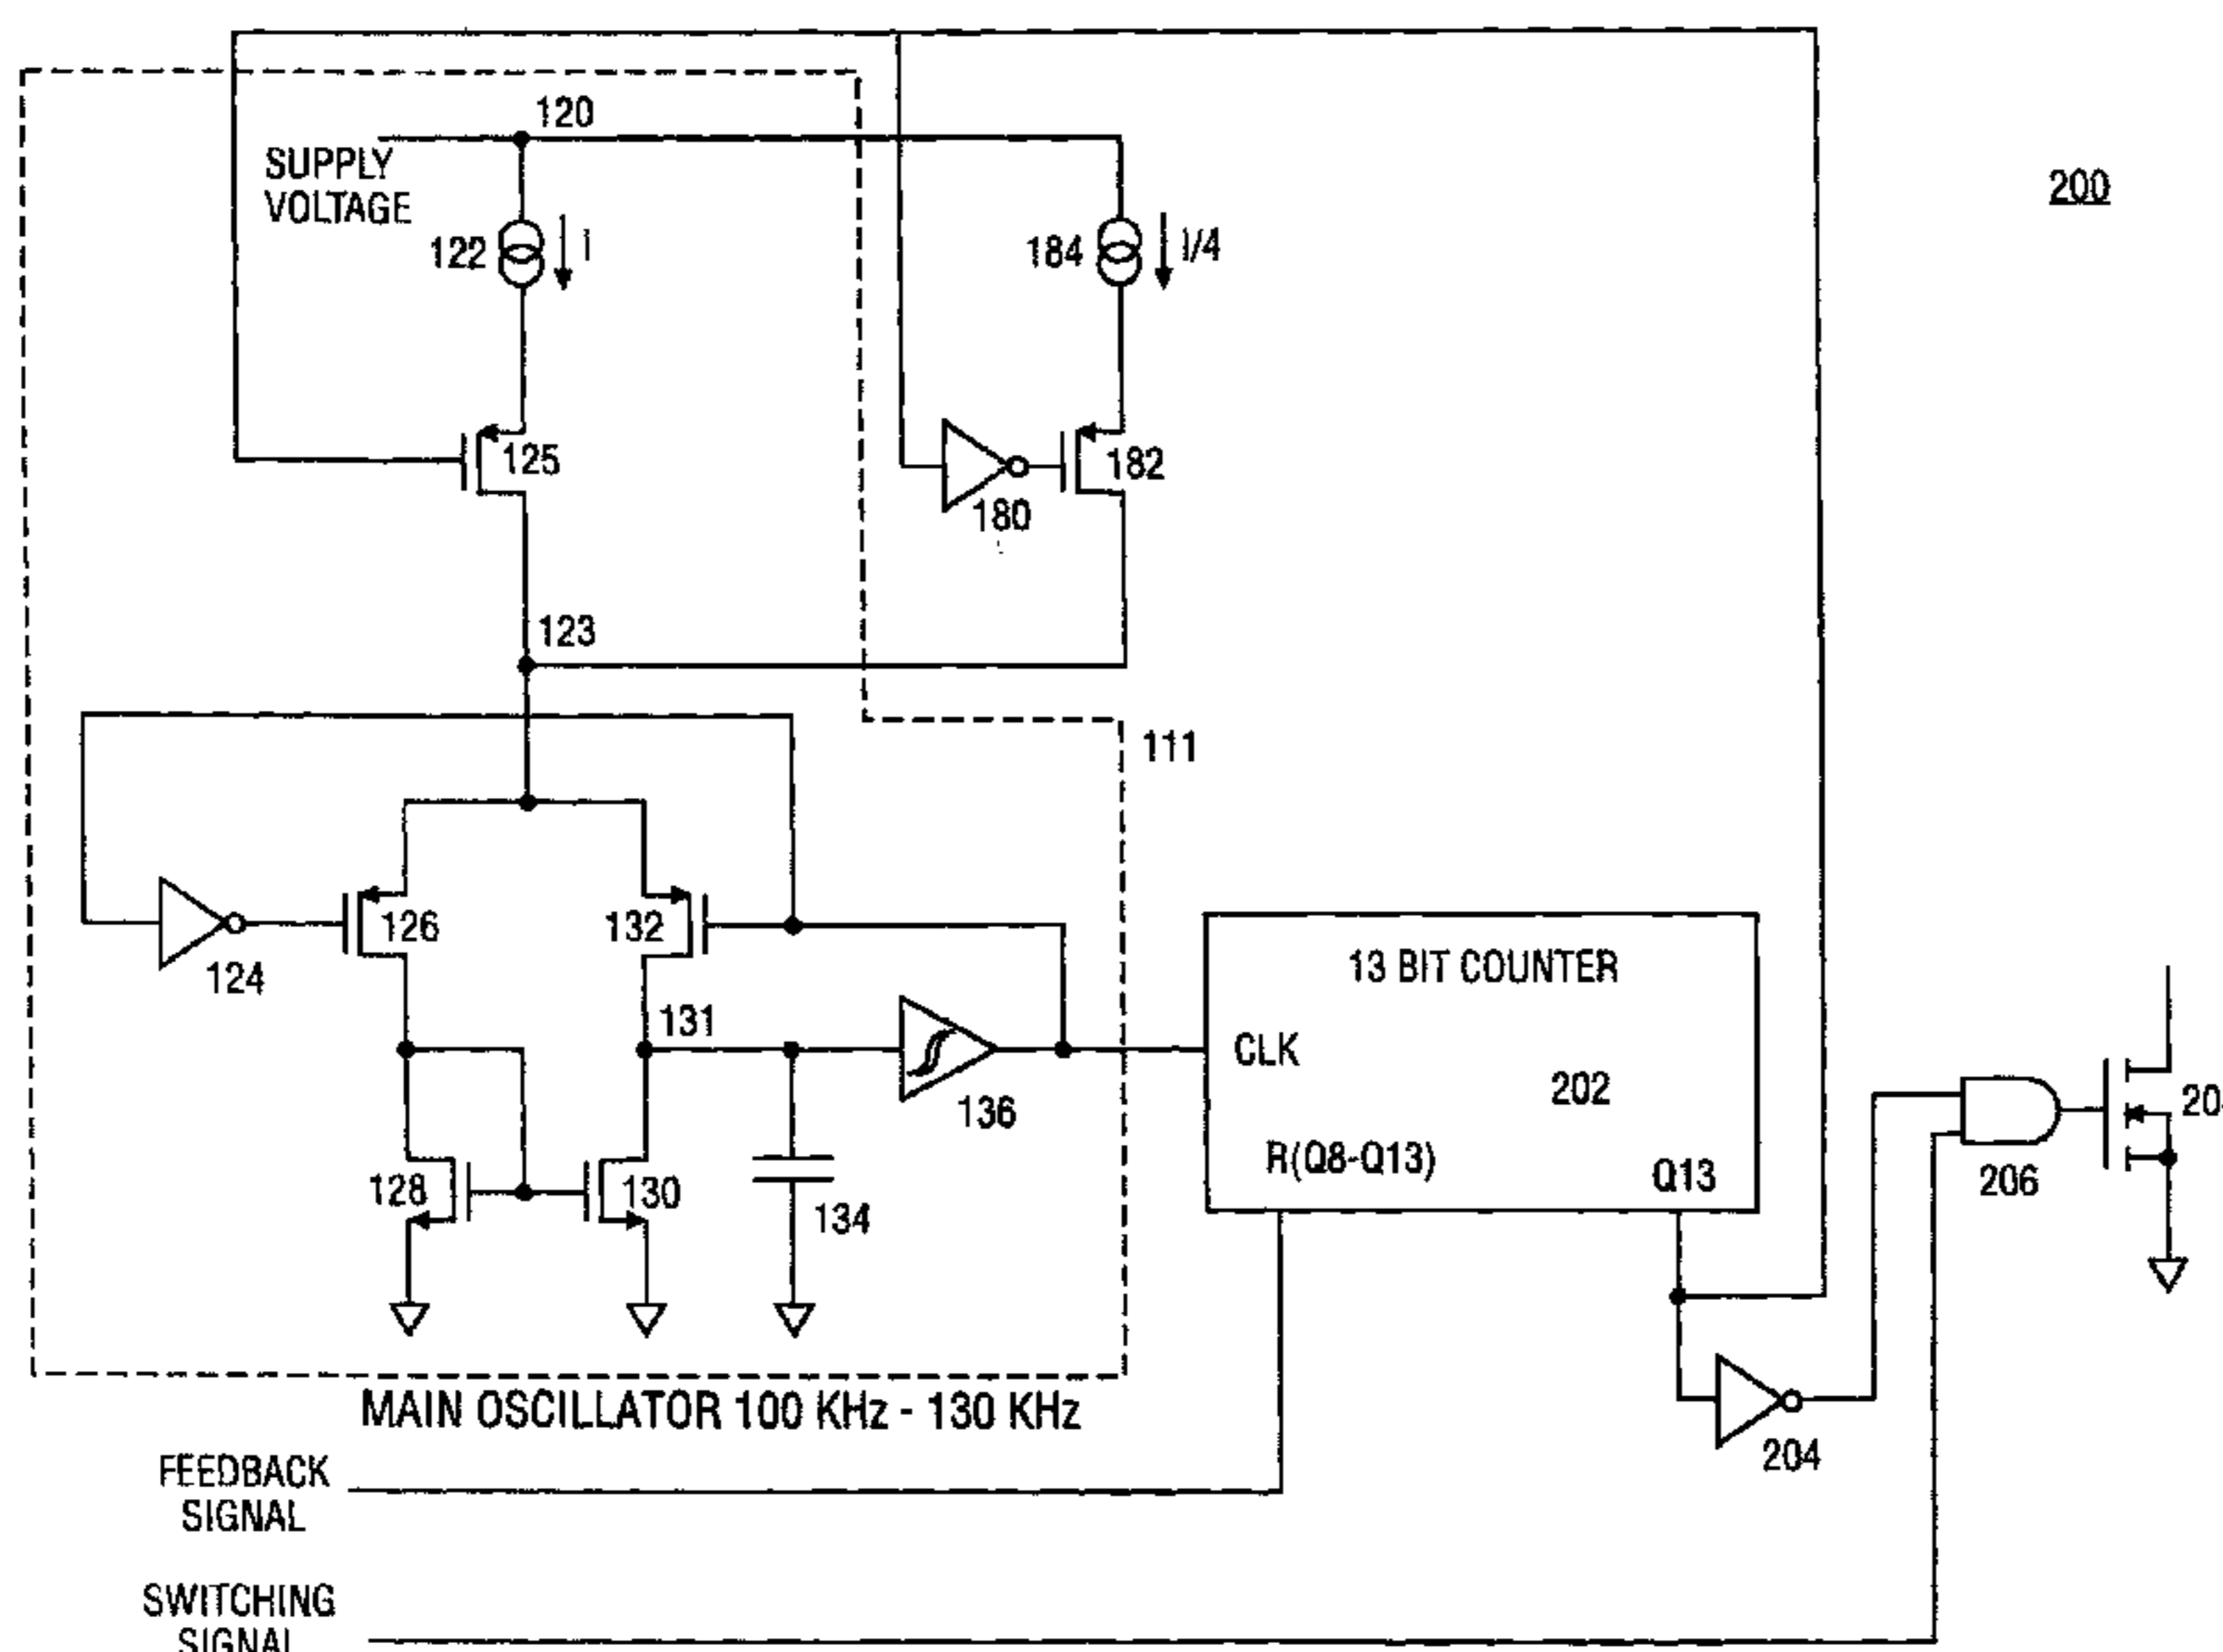 120
SUPPLY
VOLTAGE
200
122
I
184
I/4
125
182
180
123
111
126
132
124
13 BIT COUNTER
131
CLK
136
202
R(Q8-Q13)
Q13
206
128
130
134
MAIN OSCILLATOR 100 KHz - 130 KHz
204
FEEDBACK
SIGNAL
SWITCHING
SIGNAL